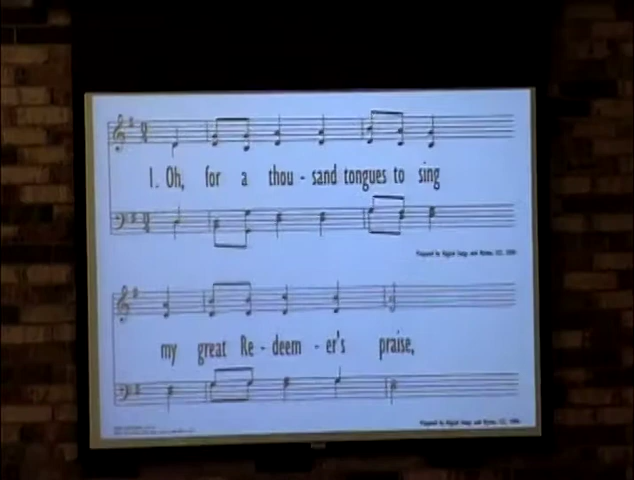 1. Oh, for a thou - sand tongues to sing
my great Re - deem - er's praise,